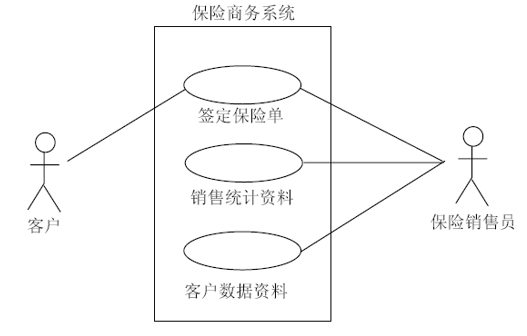 保险商务系统
签定保险单
销售统计资料
客户
保险销售员
客户数据资料